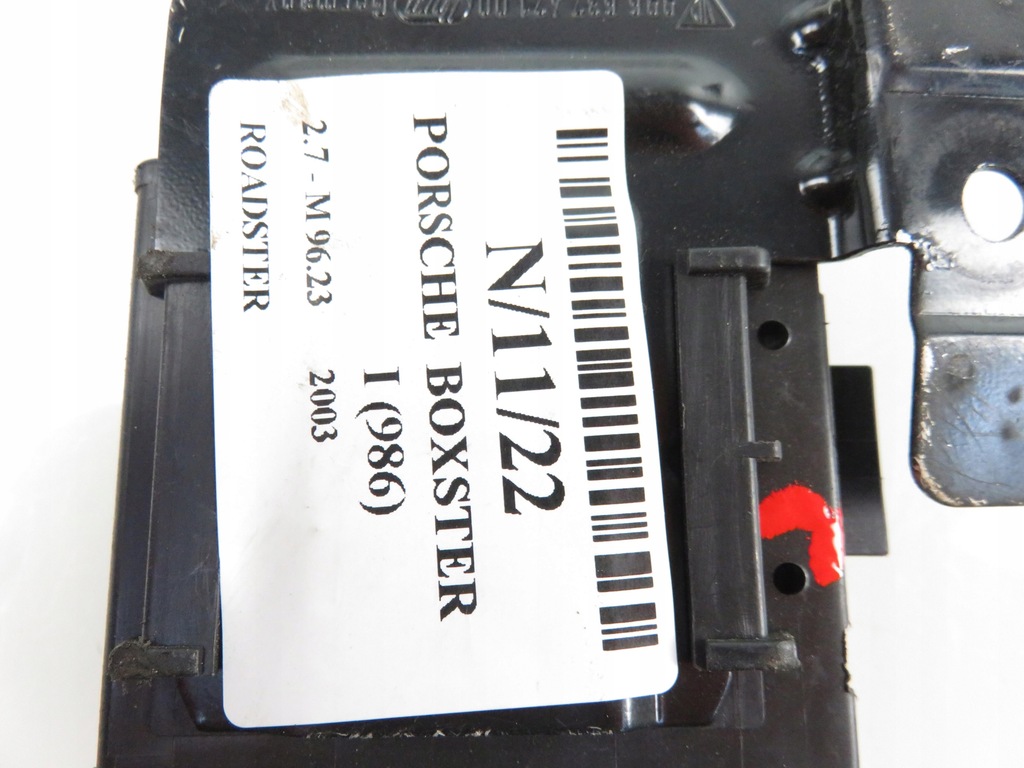 N/11/22
PORSCHE BOXSTER
I (986)
2.7 - M 96.23 2003
ROADSTER